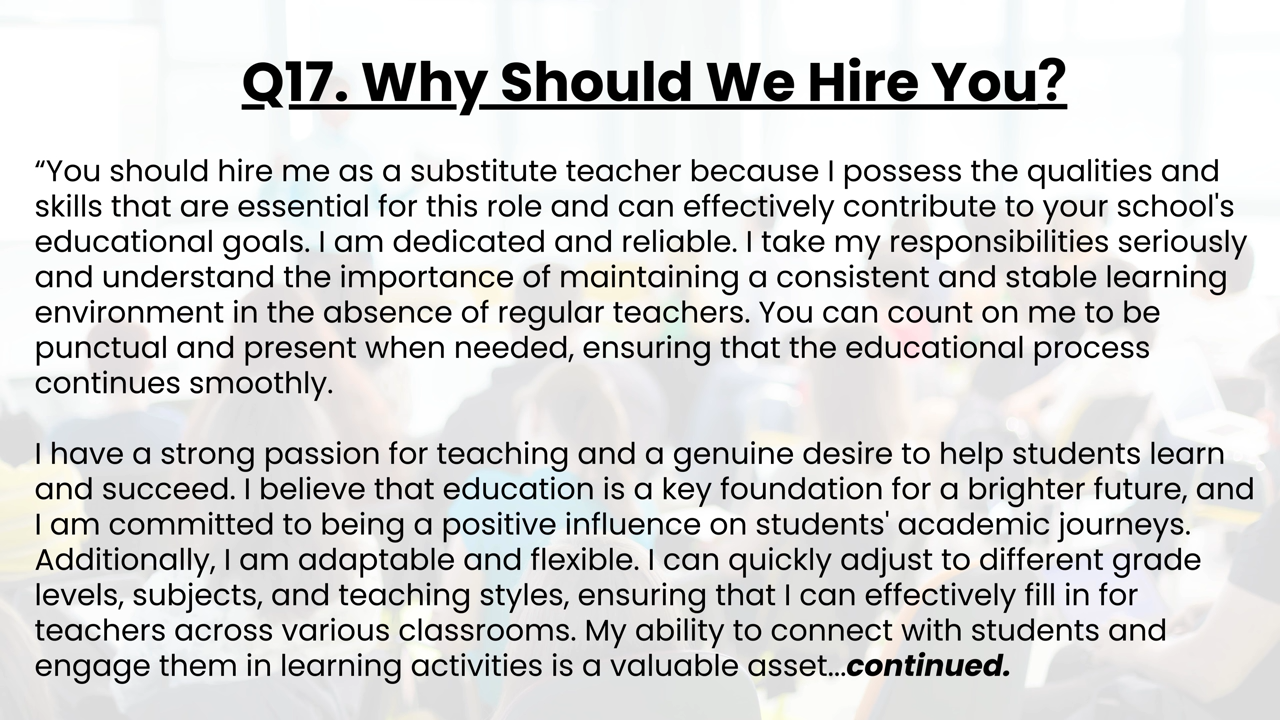 Q17. Why Should We Hire You?
“You should hire me as a substitute teacher because I possess the qualities and
skills that are essential for this role and can effectively contribute to your school's
educational goals. I am dedicated and reliable. I take my responsibilities seriously
and understand the importance of maintaining a consistent and stable learning
environment in the absence of regular teachers. You can count on me to be
punctual and present when needed, ensuring that the educational process
continues smoothly.
I have a strong passion for teaching and a genuine desire to help students learn
and succeed. I believe that education is a key foundation for a brighter future, and
I am committed to being a positive influence on students' academic journeys.
Additionally, I am adaptable and flexible. I can quickly adjust to different grade
levels, subjects, and teaching styles, ensuring that I can effectively fill in for
teachers across various classrooms. My ability to connect with students and
engage them in learning activities is a valuable asset...continued.